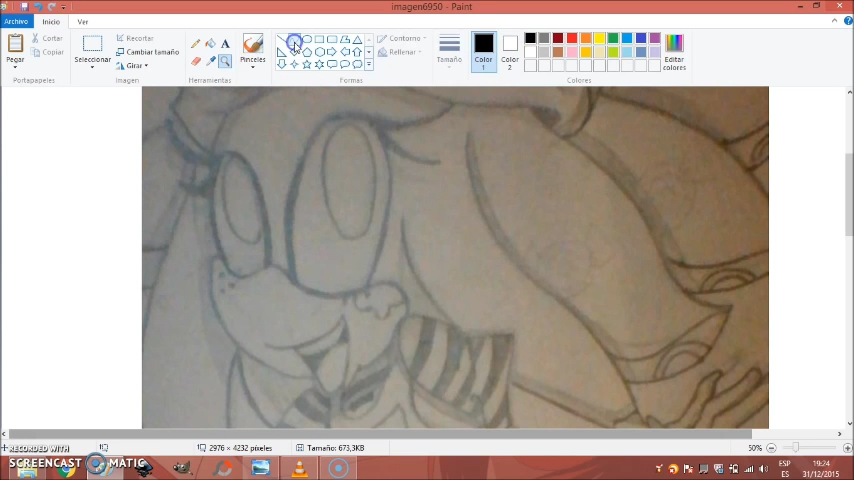 imagen6950 - Paint
Archivo Inicio Ver
Pegar
Cortar
Copiar
Portapapeles
Seleccionar
Recortar
Cambiar tamaño
Girar
Imagen
A
Herramientas
Pinceles
Contorno
Rellenar
Formas
Tamaño
Color 1
Color 2
Editar colores
Colores
2976 × 4232 píxeles
Tamaño: 673,3KB
50%
RECORDED WITH
SCREENCAST MATIC
ESP
ES
19:24
31/12/2015